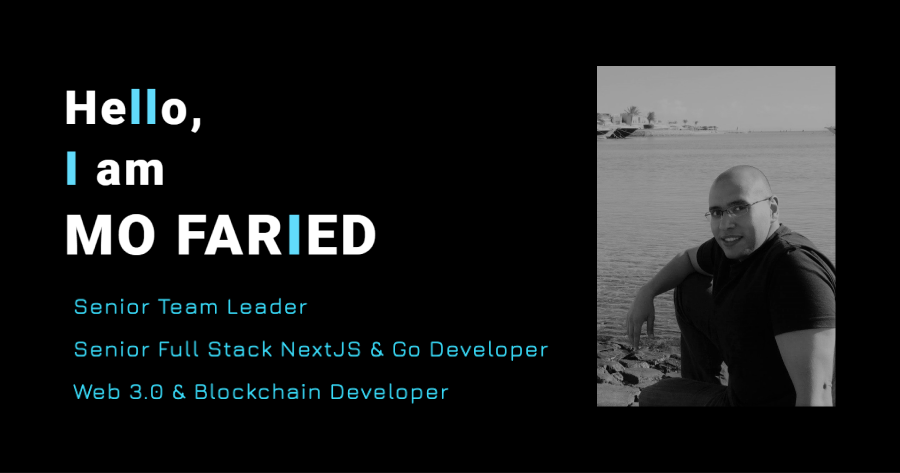 Hello,
I am
MO FARIED
Senior Team Leader
Senior Full Stack NextJS & Go Developer
Web 3.0 & Blockchain Developer